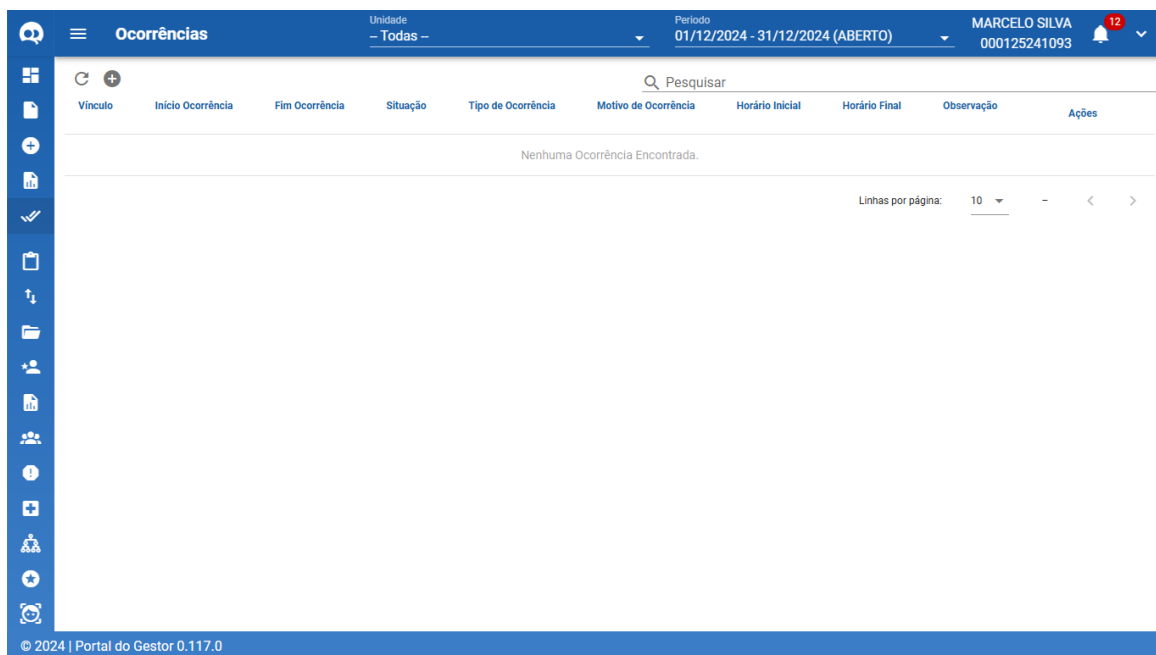 Ocorrências
Unidade
-- Todas --
Período
01/12/2024 - 31/12/2024 (ABERTO)
MARCELO SILVA
000125241093
12
Pesquisar
Vínculo Início Ocorrência Fim Ocorrência Situação Tipo de Ocorrência Motivo de Ocorrência Horário Inicial Horário Final Observação Ações
Nenhuma Ocorrência Encontrada.
Linhas por página: 10 –
© 2024 | Portal do Gestor 0.117.0